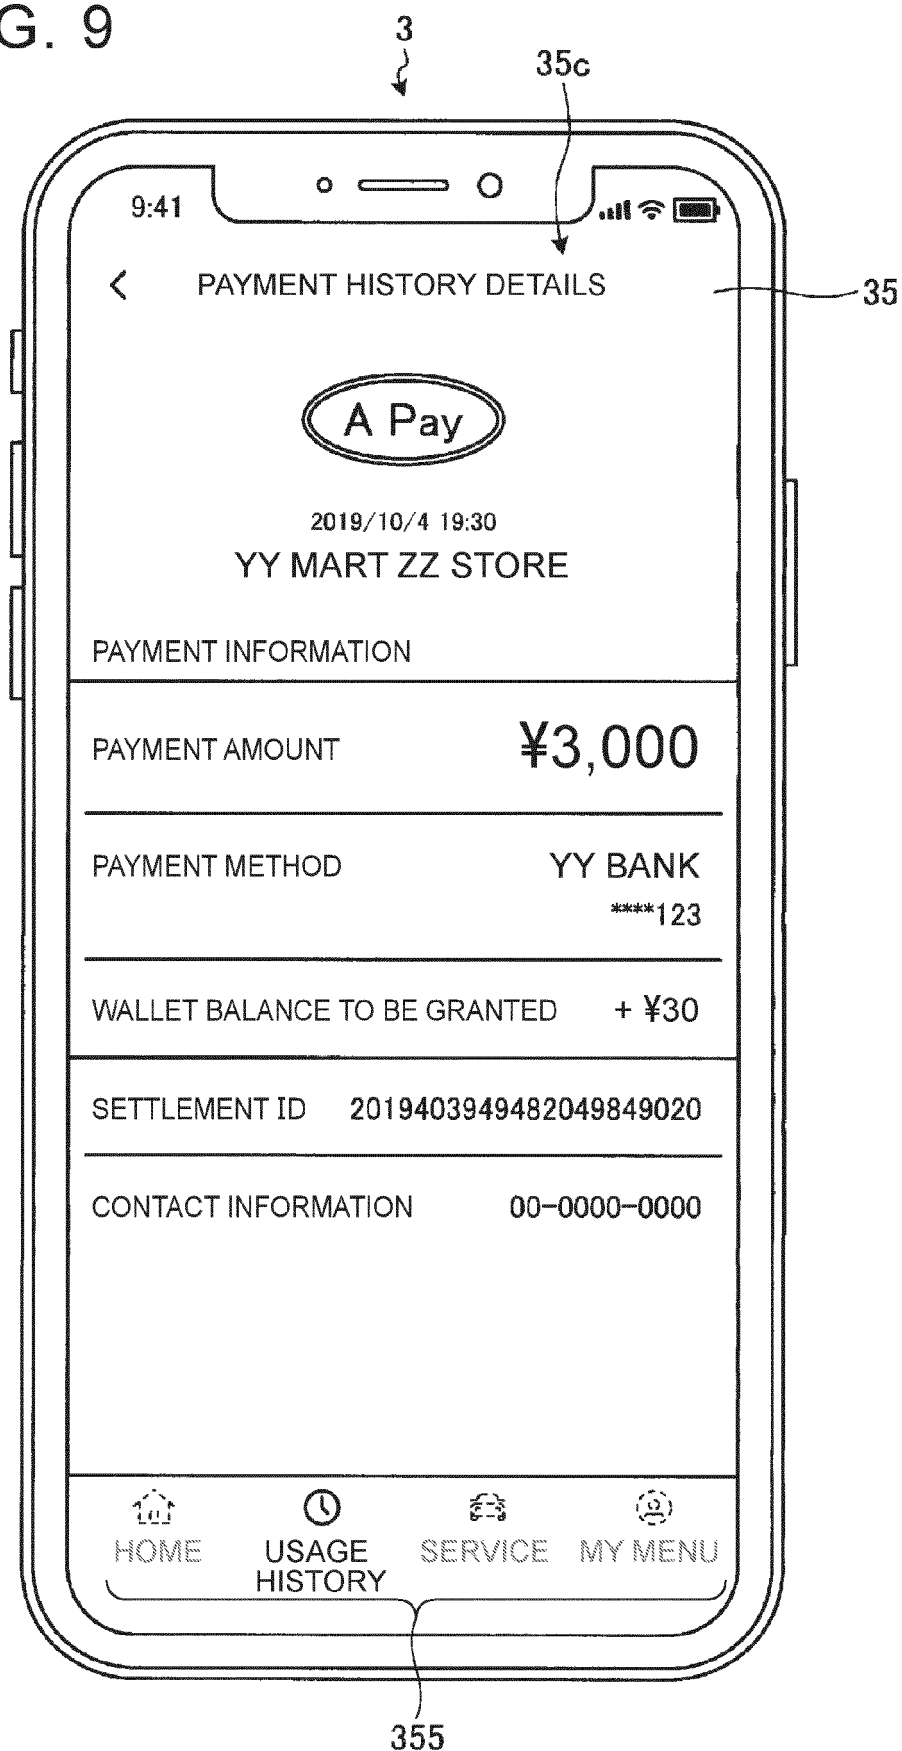 G. 9
3
35c
9:41
PAYMENT HISTORY DETAILS
35
A Pay
2019/10/4 19:30
YY MART ZZ STORE
PAYMENT INFORMATION
PAYMENT AMOUNT ¥3,000
PAYMENT METHOD YY BANK
****123
WALLET BALANCE TO BE GRANTED + ¥30
SETTLEMENT ID 2019403949482049849020
CONTACT INFORMATION 00-0000-0000
HOME USAGE HISTORY SERVICE MY MENU
355